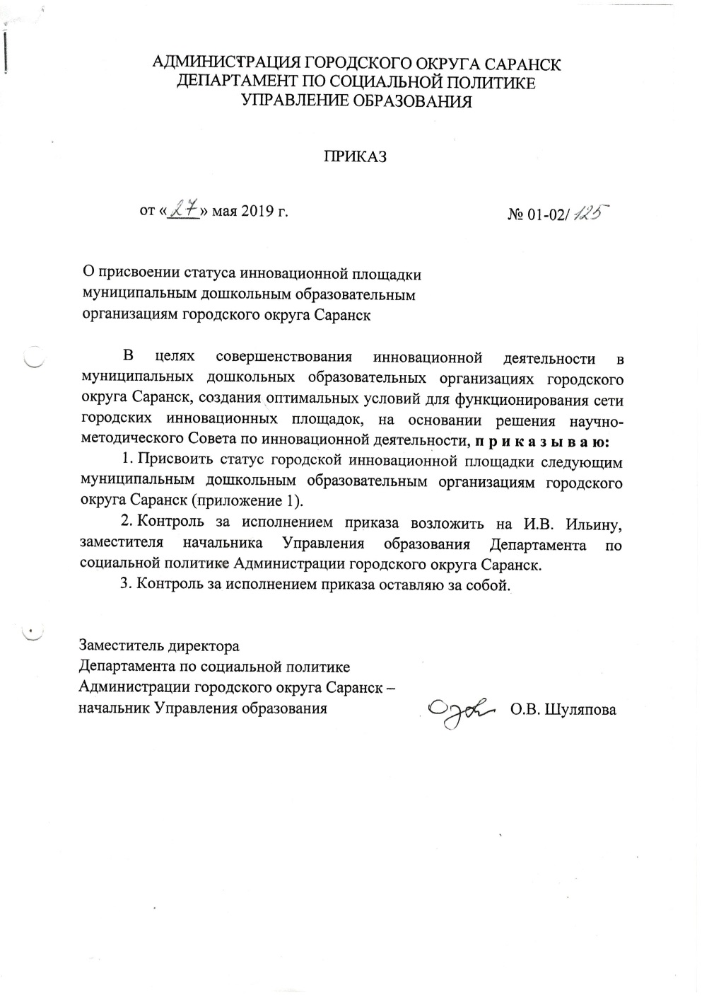 АДМИНИСТРАЦИЯ ГОРОДСКОГО ОКРУГА САРАНСК
ДЕПАРТАМЕНТ ПО СОЦИАЛЬНОЙ ПОЛИТИКЕ
УПРАВЛЕНИЕ ОБРАЗОВАНИЯ
ПРИКАЗ
от «27» мая 2019 г. № 01-02/125
О присвоении статуса инновационной площадки
муниципальным дошкольным образовательным
организациям городского округа Саранск
В целях совершенствования инновационной деятельности в
муниципальных дошкольных образовательных организациях городского
округа Саранск, создания оптимальных условий для функционирования сети
городских инновационных площадок, на основании решения научно-
методического Совета по инновационной деятельности, п р и к а з ы в а ю:
1. Присвоить статус городской инновационной площадки следующим
муниципальным дошкольным образовательным организациям городского
округа Саранск (приложение 1).
2. Контроль за исполнением приказа возложить на И.В. Ильину,
заместителя начальника Управления образования Департамента по
социальной политике Администрации городского округа Саранск.
3. Контроль за исполнением приказа оставляю за собой.
Заместитель директора
Департамента по социальной политике
Администрации городского округа Саранск –
начальник Управления образования О.В. Шуляпова